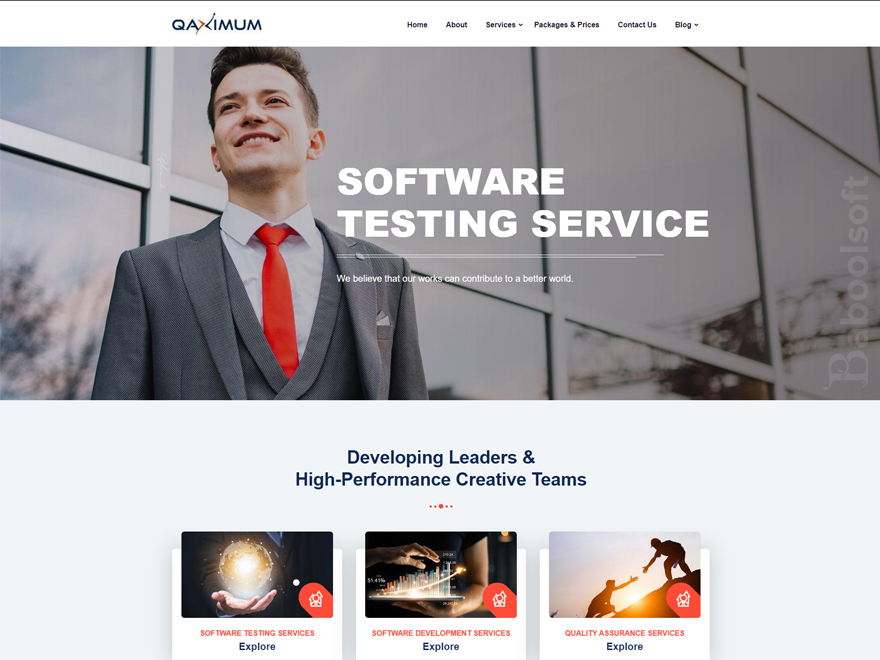 QAXIMUM
Home About Services Packages & Prices Contact Us Blog
SOFTWARE
TESTING SERVICE
We believe that our works can contribute to a better world.
Baboolsoft
Developing Leaders &
High-Performance Creative Teams
51.41%
SOFTWARE TESTING SERVICES
Explore
SOFTWARE DEVELOPMENT SERVICES
Explore
QUALITY ASSURANCE SERVICES
Explore